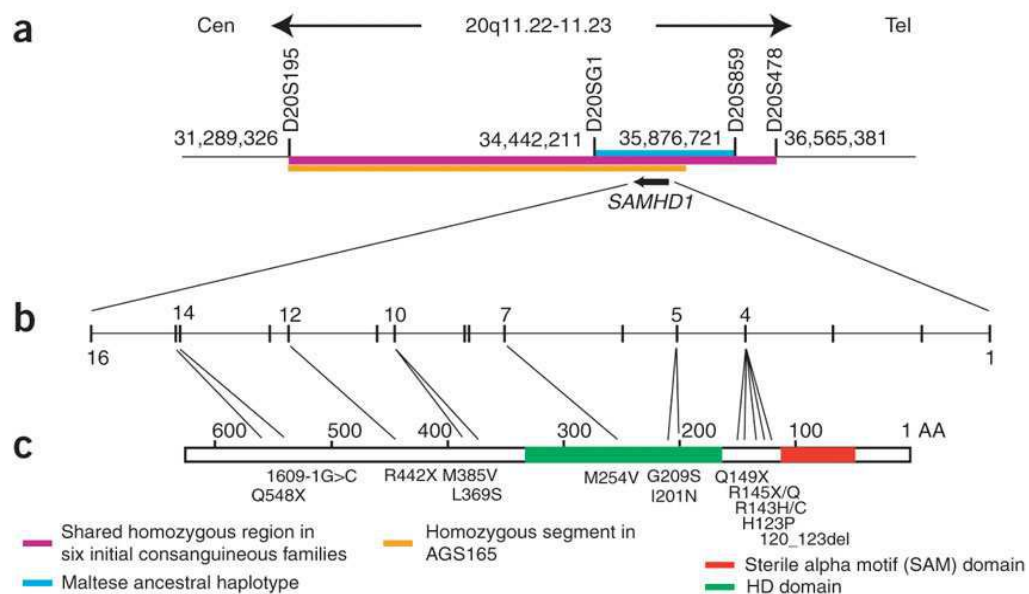 a
Cen 20q11.22-11.23 Tel
D20S195 D20SG1 D20S859 D20S478
31,289,326 34,442,211 35,876,721 36,565,381
SAMHD1
b
14 12 10 7 5 4
16 1
c
600 500 400 300 200 100 1 AA
1609-1G>C R442X M385V M254V G209S Q149X
Q548X L369S I201N R145X/Q
R143H/C
H123P
120_123del
Shared homozygous region in
six initial consanguineous families
Homozygous segment in
AGS165
Maltese ancestral haplotype
Sterile alpha motif (SAM) domain
HD domain